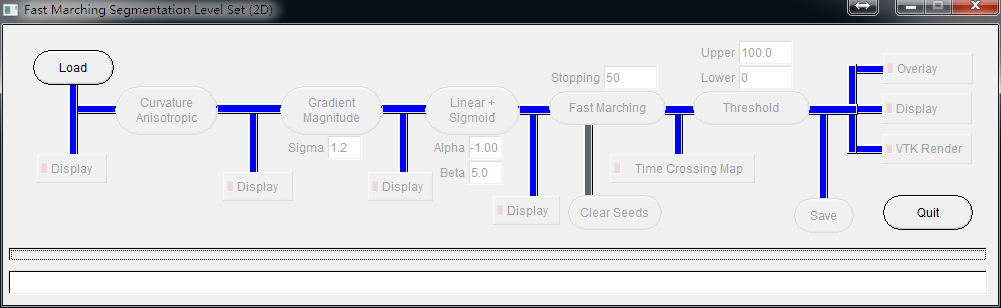 Fast Marching Segmentation Level Set (2D)
Load
Curvature
Anisotropic
Display
Gradient
Magnitude
Sigma 1.2
Display
Linear +
Sigmoid
Alpha -1.00
Beta 5.0
Display
Stopping 50
Fast Marching
Display
Clear Seeds
Upper 100.0
Lower 0
Threshold
Time Crossing Map
Save
Overlay
Display
VTK Render
Quit